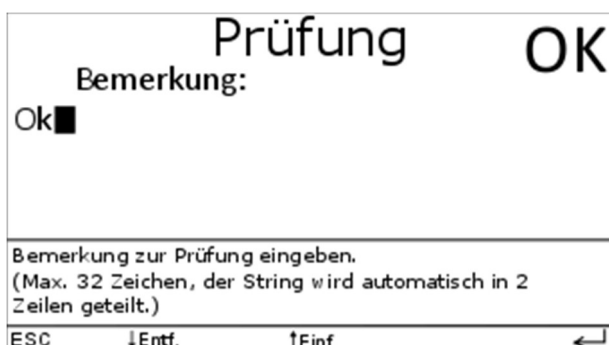 Prüfung OK
Bemerkung:
Ok
Bemerkung zur Prüfung eingeben.
(Max. 32 Zeichen, der String wird automatisch in 2
Zeilen geteilt.)
ESC ↓Entf. ↑Einf